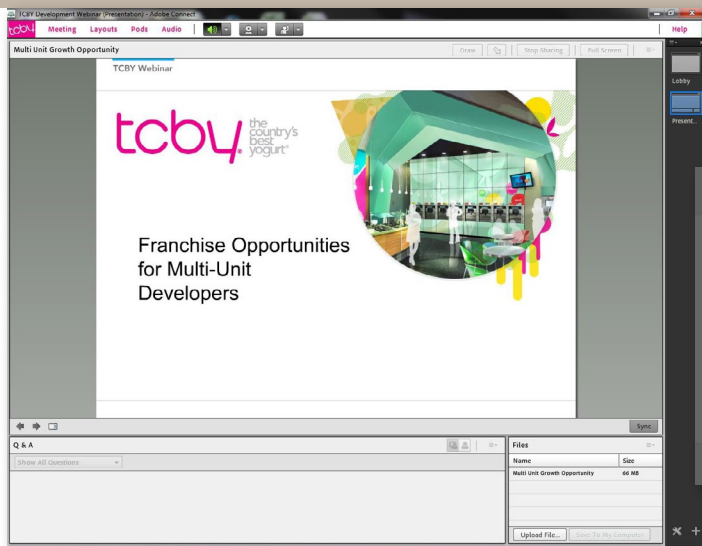 TCBY Development Webinar (Presentation) - Adobe Connect
tcby Meeting Layouts Pods Audio Help
Multi Unit Growth Opportunity Draw Stop Sharing Full Screen
Lobby
Present...
TCBY Webinar
tcby the
country's
best
yogurt
Franchise Opportunities
for Multi-Unit
Developers
Sync
Q & A
Show All Questions
Files
Name Size
Multi Unit Growth Opportunity 66 MB
Upload File... Save To My Computer